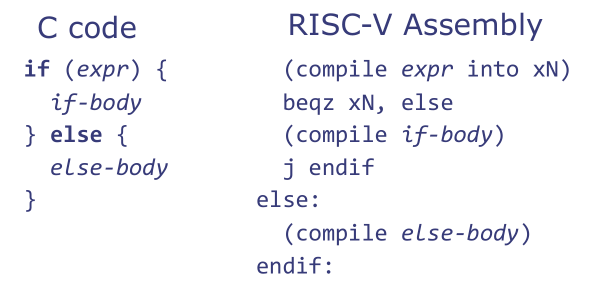 C code
if (expr) {
  if-body
} else {
  else-body
}
RISC-V Assembly
  (compile expr into xN)
  beqz xN, else
  (compile if-body)
  j endif
else:
  (compile else-body)
endif: